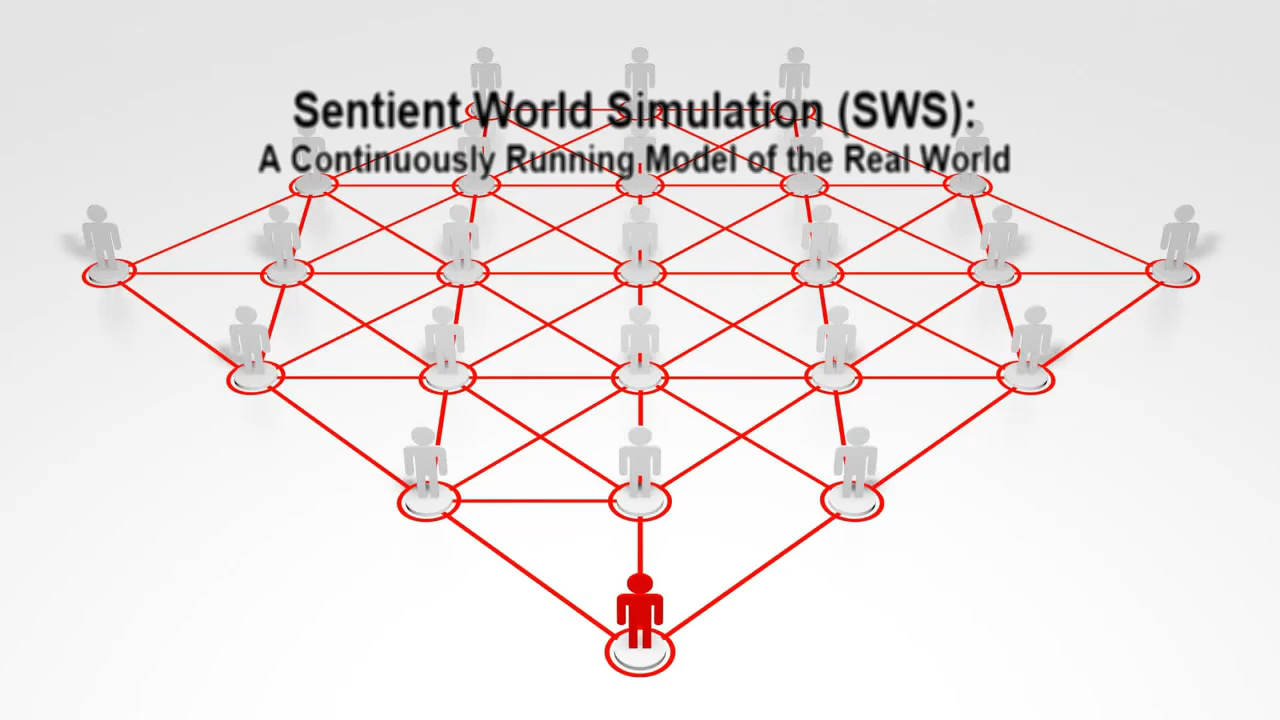 Sentient World Simulation (SWS):
A Continuously Running Model of the Real World